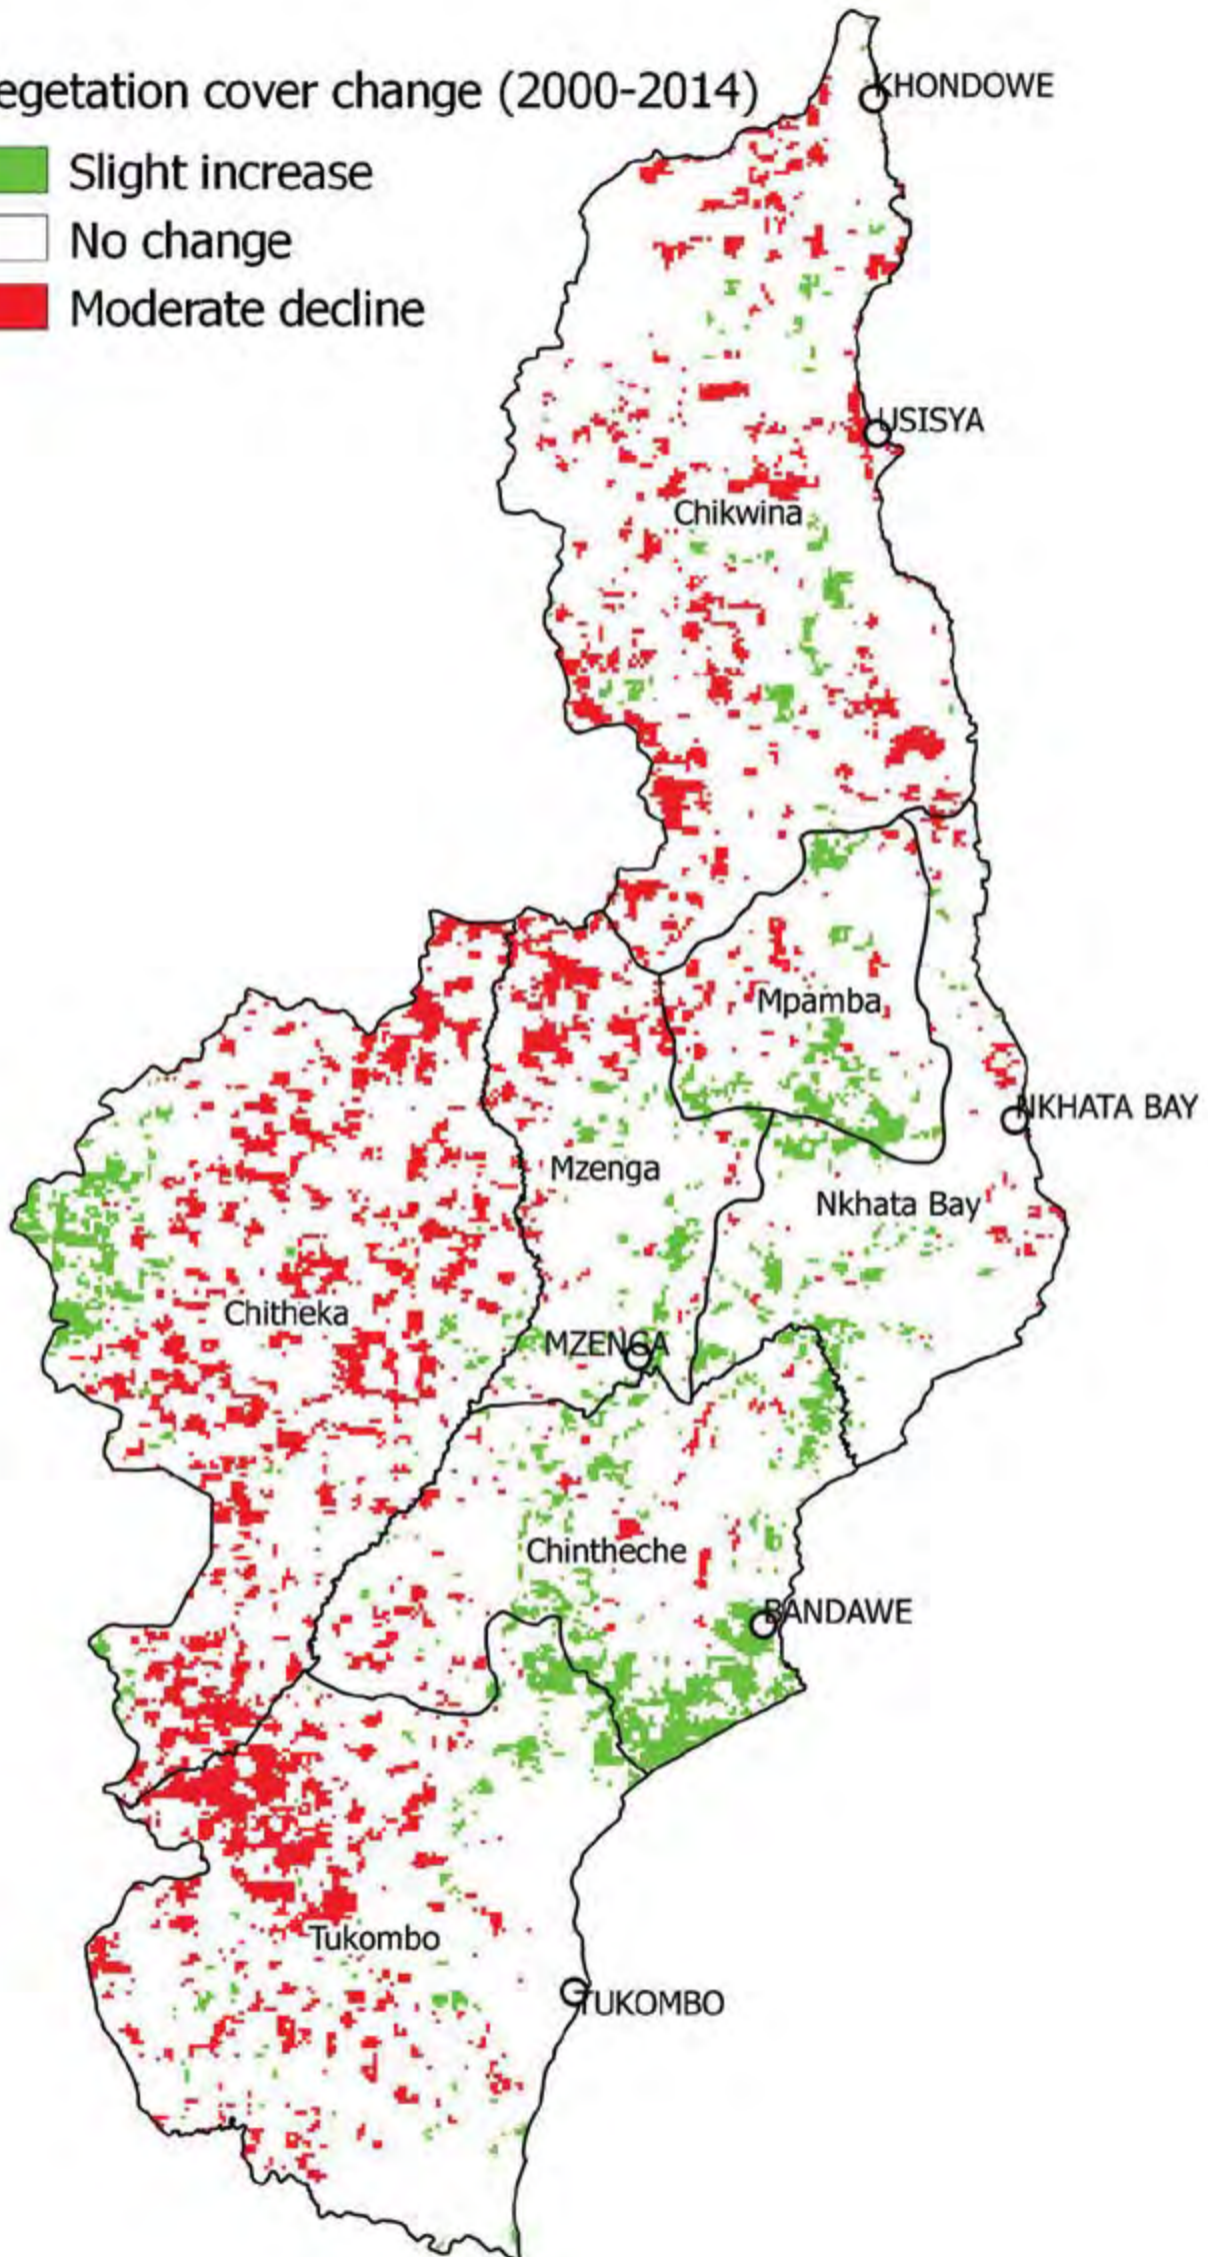 egetation cover change (2000-2014)
Slight increase
No change
Moderate decline
KHONDOWE
USISYA
Chikwina
Mpamba
NKHATA BAY
Mzenga
Nkhata Bay
Chitheka
MZENGA
Chintheche
BANDAWE
Tukombo
TUKOMBO